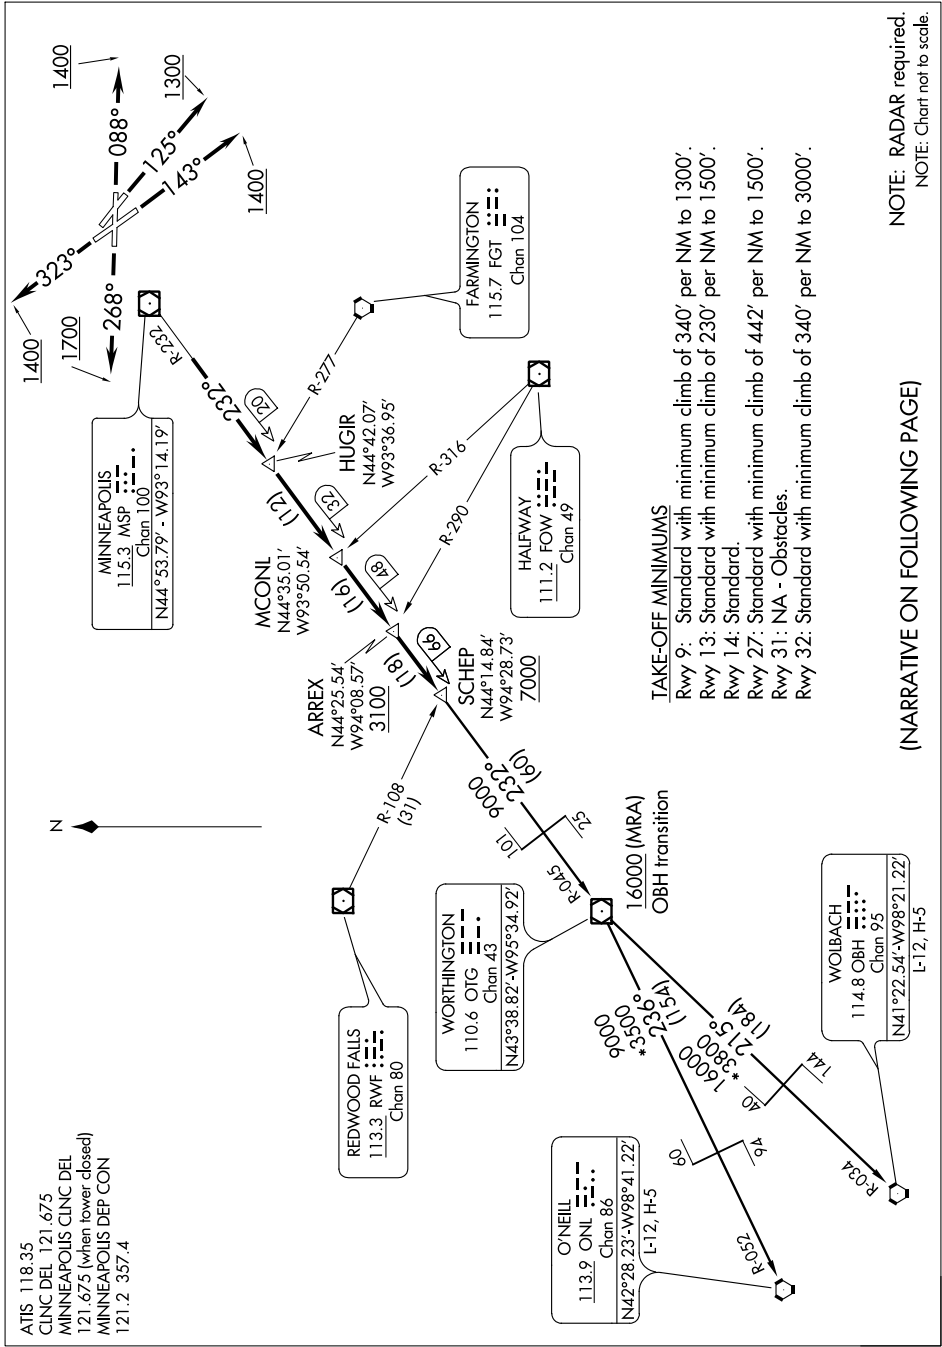 ATIS 118.35
CLNC DEL 121.675
MINNEAPOLIS CLNC DEL
121.675 (when tower closed)
MINNEAPOLIS DEP CON
121.2 357.4
N
REDWOOD FALLS
113.3 RWF
Chan 80
R-108
(31)
MINNEAPOLIS
115.3 MSP
Chan 100
N44°53.79' - W93°14.19'
1400
323°
1700
268°
088°
1400
125°
1300
143°
1400
R-232
232°
20
HUGIR
N44°42.07'
W93°36.95'
R-277
FARMINGTON
115.7 FGT
Chan 104
(12)
32
MCONL
N44°35.01'
W93°50.54'
R-316
R-290
HALFWAY
111.2 FOW
Chan 49
(16)
48
ARREX
N44°25.54'
W94°08.57'
3100
(18)
66
SCHEP
N44°14.84'
W94°28.73'
7000
9000
232°
(60)
101
25
R-045
WORTHINGTON
110.6 OTG
Chan 43
N43°38.82'-W95°34.92'
16000 (MRA)
OBH transition
9000
*3500
236°
(154)
60
94
R-052
O'NEILL
113.9 ONL
Chan 86
N42°28.23'-W98°41.22'
L-12, H-5
16000
*3800
215°
(184)
40
144
R-034
WOLBACH
114.8 OBH
Chan 95
N41°22.54'-W98°21.22'
L-12, H-5
TAKE-OFF MINIMUMS
Rwy 9: Standard with minimum climb of 340' per NM to 1300'.
Rwy 13: Standard with minimum climb of 230' per NM to 1500'.
Rwy 14: Standard.
Rwy 27: Standard with minimum climb of 442' per NM to 1500'.
Rwy 31: NA - Obstacles.
Rwy 32: Standard with minimum climb of 340' per NM to 3000'.
(NARRATIVE ON FOLLOWING PAGE)
NOTE: RADAR required.
NOTE: Chart not to scale.